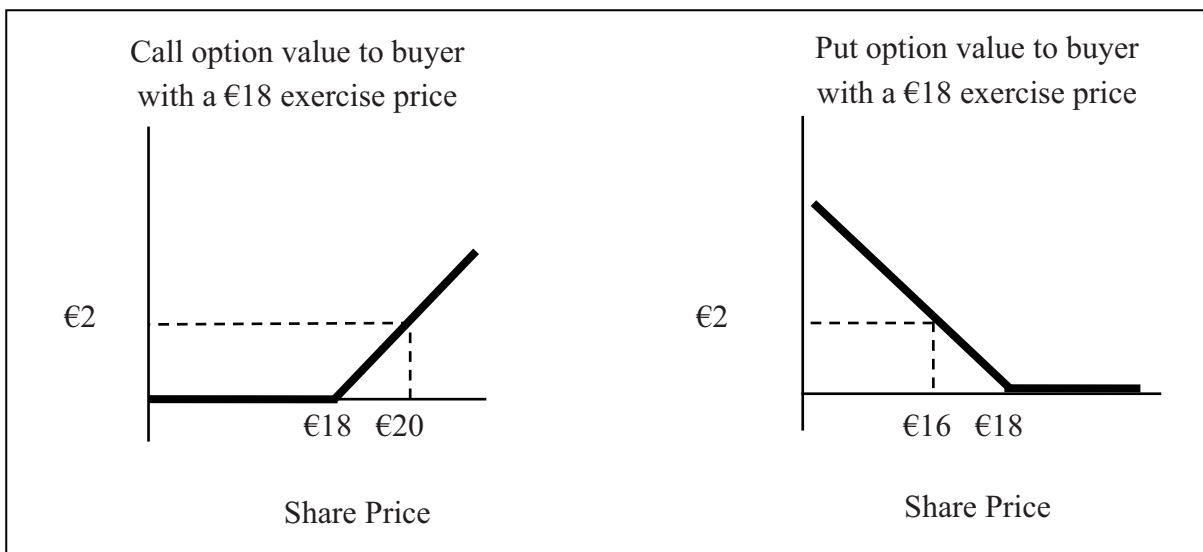 Call option value to buyer
with a €18 exercise price
€2
€18 €20
Share Price
Put option value to buyer
with a €18 exercise price
€2
€16 €18
Share Price